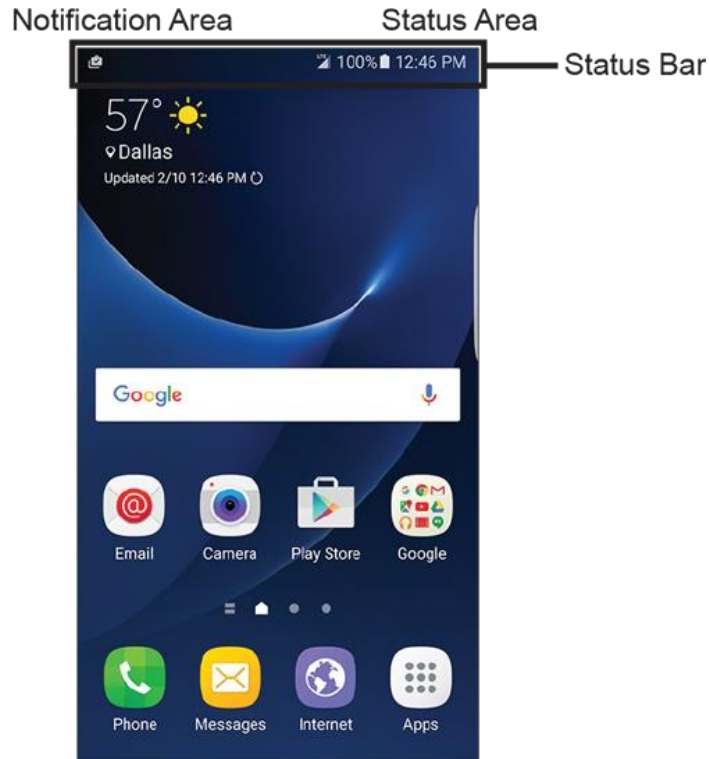 Notification Area Status Area
LTE 100% 12:46 PM
Status Bar
57°
Dallas
Updated 2/10 12:46 PM
Google
Email Camera Play Store Google
Phone Messages Internet Apps